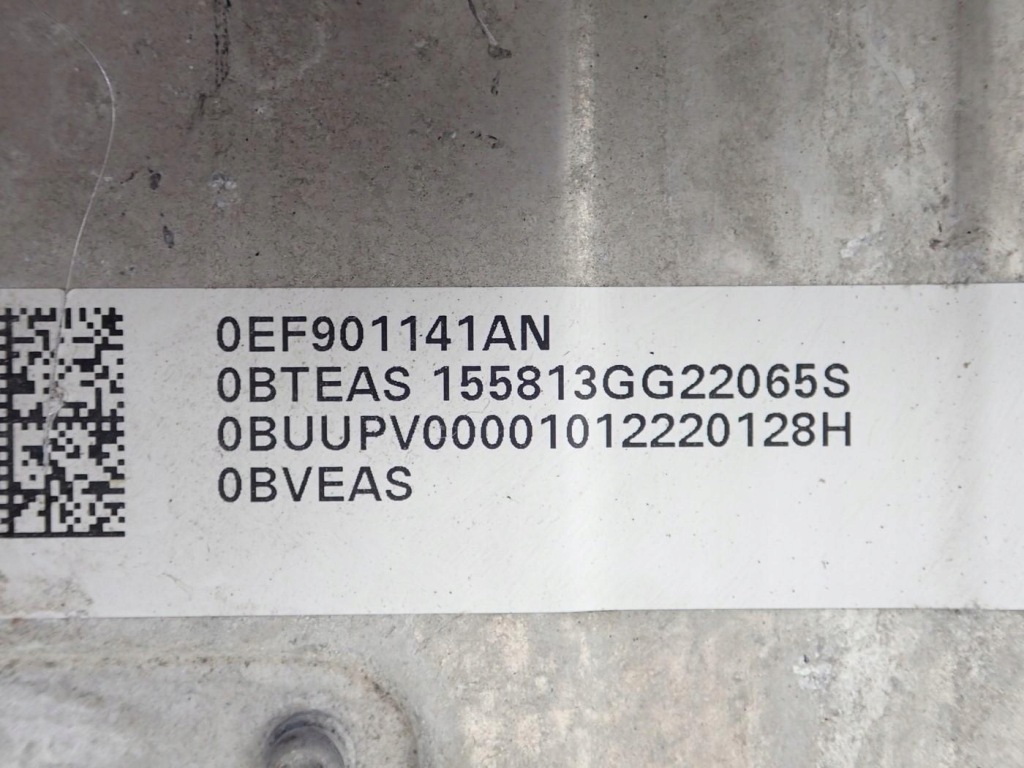 0EF901141AN
0BTEAS 155813GG22065S
0BUUPV00001012220128H
0BVEAS